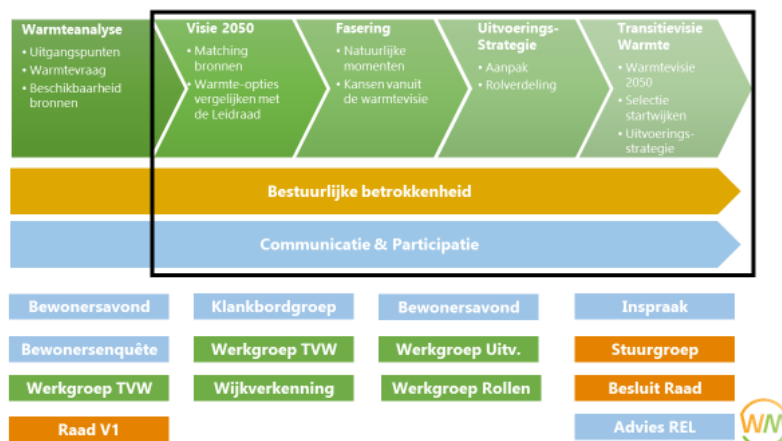 Warmteanalyse
• Uitgangspunten
• Warmtevraag
• Beschikbaarheid
bronnen
Visie 2050
• Matching
bronnen
• Warmte-opties
vergelijken met
de Leidraad
Fasering
• Natuurlijke
momenten
• Kansen vanuit
de warmtevisie
Uitvoerings-
Strategie
• Aanpak
• Rolverdeling
Transitievisie
Warmte
• Warmtevisie
2050
• Selectie
startwijken
• Uitvoerings-
strategie
Bestuurlijke betrokkenheid
Communicatie & Participatie
Bewonersavond
Klankbordgroep
Bewonersavond
Inspraak
Bewonersenquête
Werkgroep TVW
Werkgroep Uitv.
Stuurgroep
Werkgroep TVW
Wijkverkenning
Werkgroep Rollen
Besluit Raad
Raad V1
Advies REL
WM